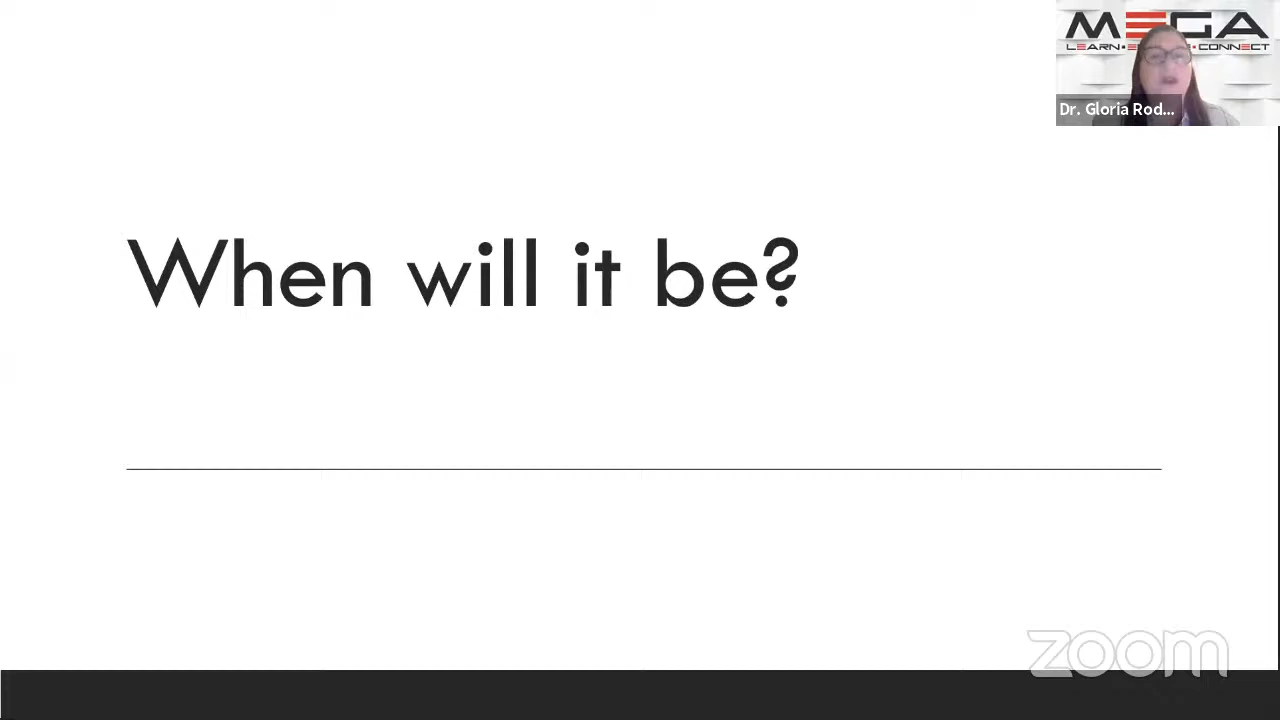 MEGA
LEARN
CONNECT
Dr. Gloria Rod...
When will it be?
zoom